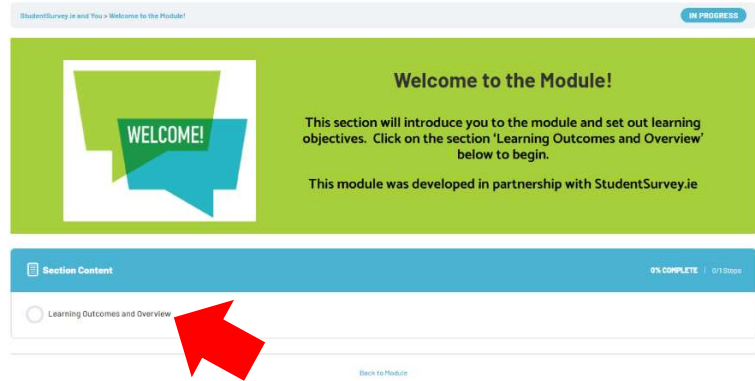 StudentSurvey.ie and You > Welcome to the Module!
IN PROGRESS
WELCOME!
Welcome to the Module!
This section will introduce you to the module and set out learning
objectives. Click on the section ‘Learning Outcomes and Overview’
below to begin.
This module was developed in partnership with StudentSurvey.ie
Section Content
0% COMPLETE | 0/1 Steps
Learning Outcomes and Overview
Back to Module